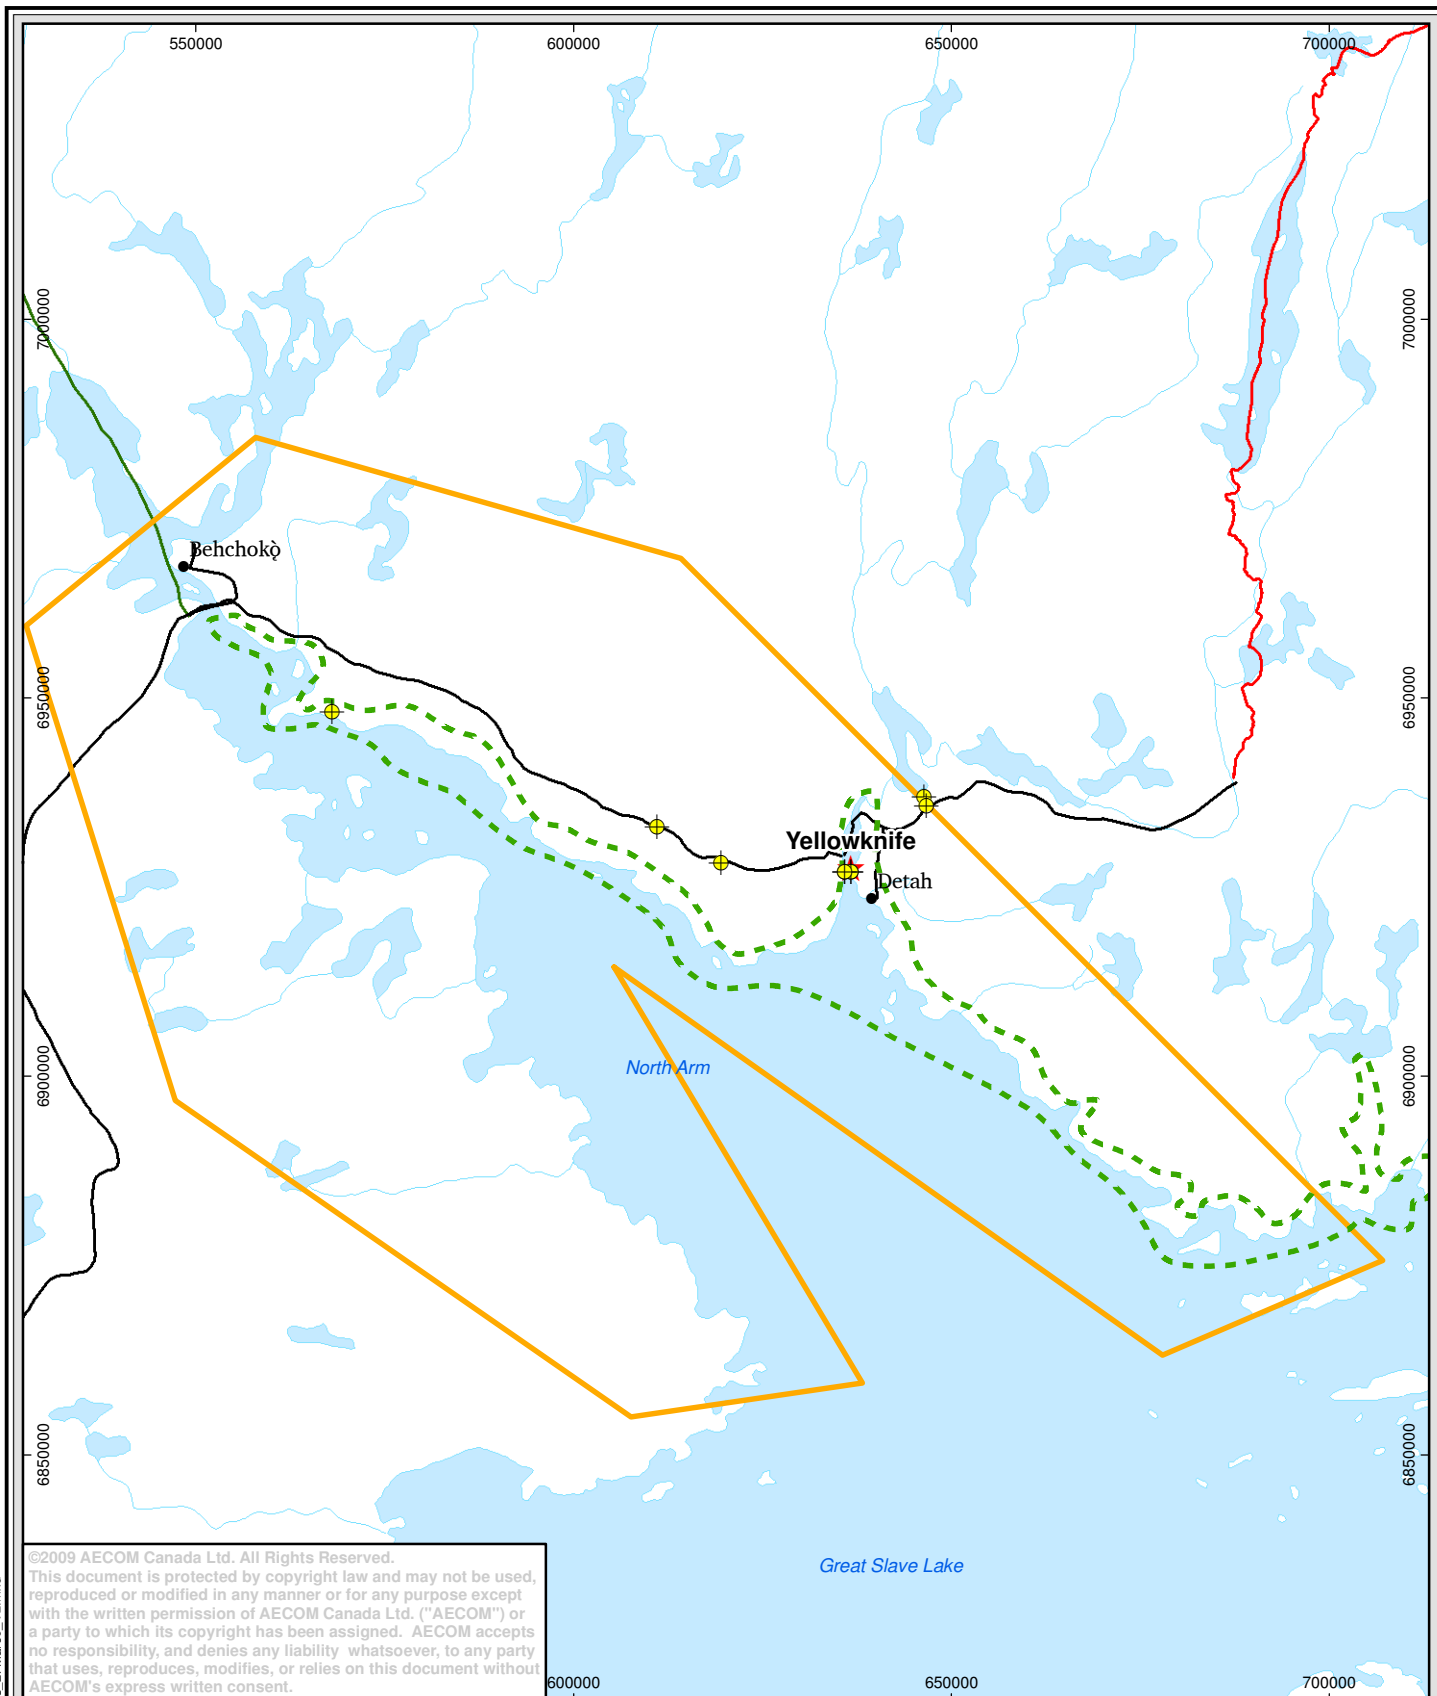 550000 600000 650000 700000
7000000 7000000
Behchokǫ̀
6950000 6950000
Yellowknife
Detah
North Arm
6900000 6900000
6850000 6850000
Great Slave Lake
©2009 AECOM Canada Ltd. All Rights Reserved.
This document is protected by copyright law and may not be used,
reproduced or modified in any manner or for any purpose except
with the written permission of AECOM Canada Ltd. ("AECOM") or
a party to which its copyright has been assigned. AECOM accepts
no responsibility, and denies any liability whatsoever, to any party
that uses, reproduces, modifies, or relies on this document without
AECOM's express written consent.
600000 650000 700000